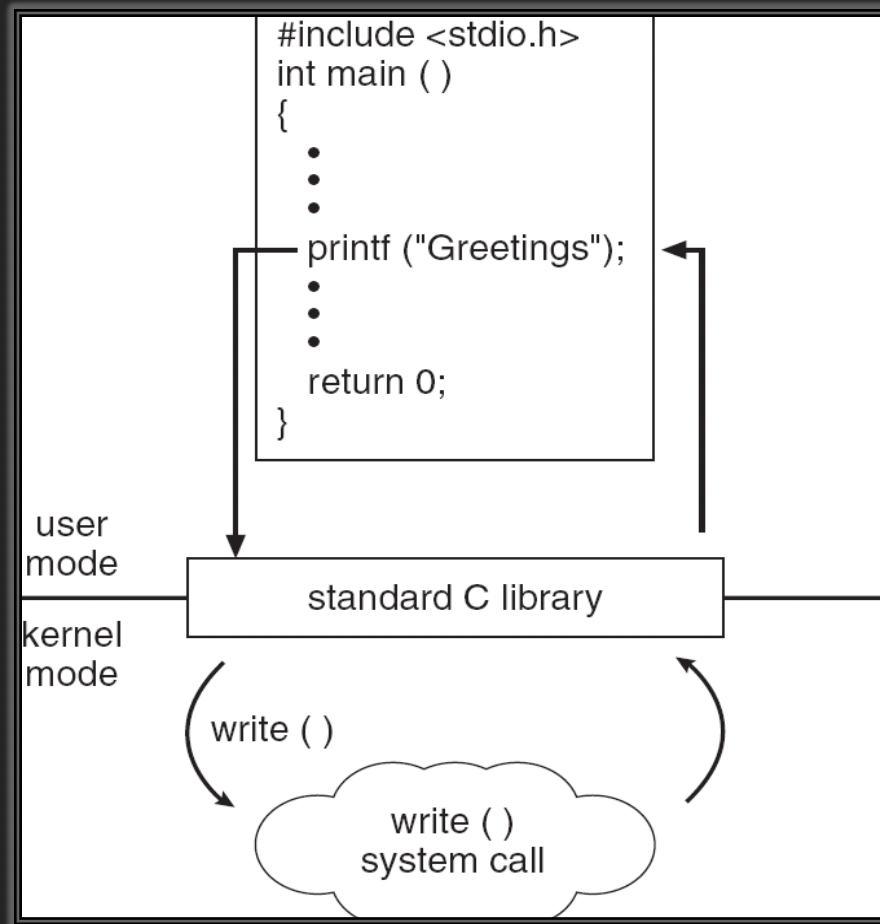 #include <stdio.h>
int main ( )
{
•
•
•
printf ("Greetings");
•
•
•
return 0;
}
user
mode
standard C library
kernel
mode
write ( )
write ( )
system call